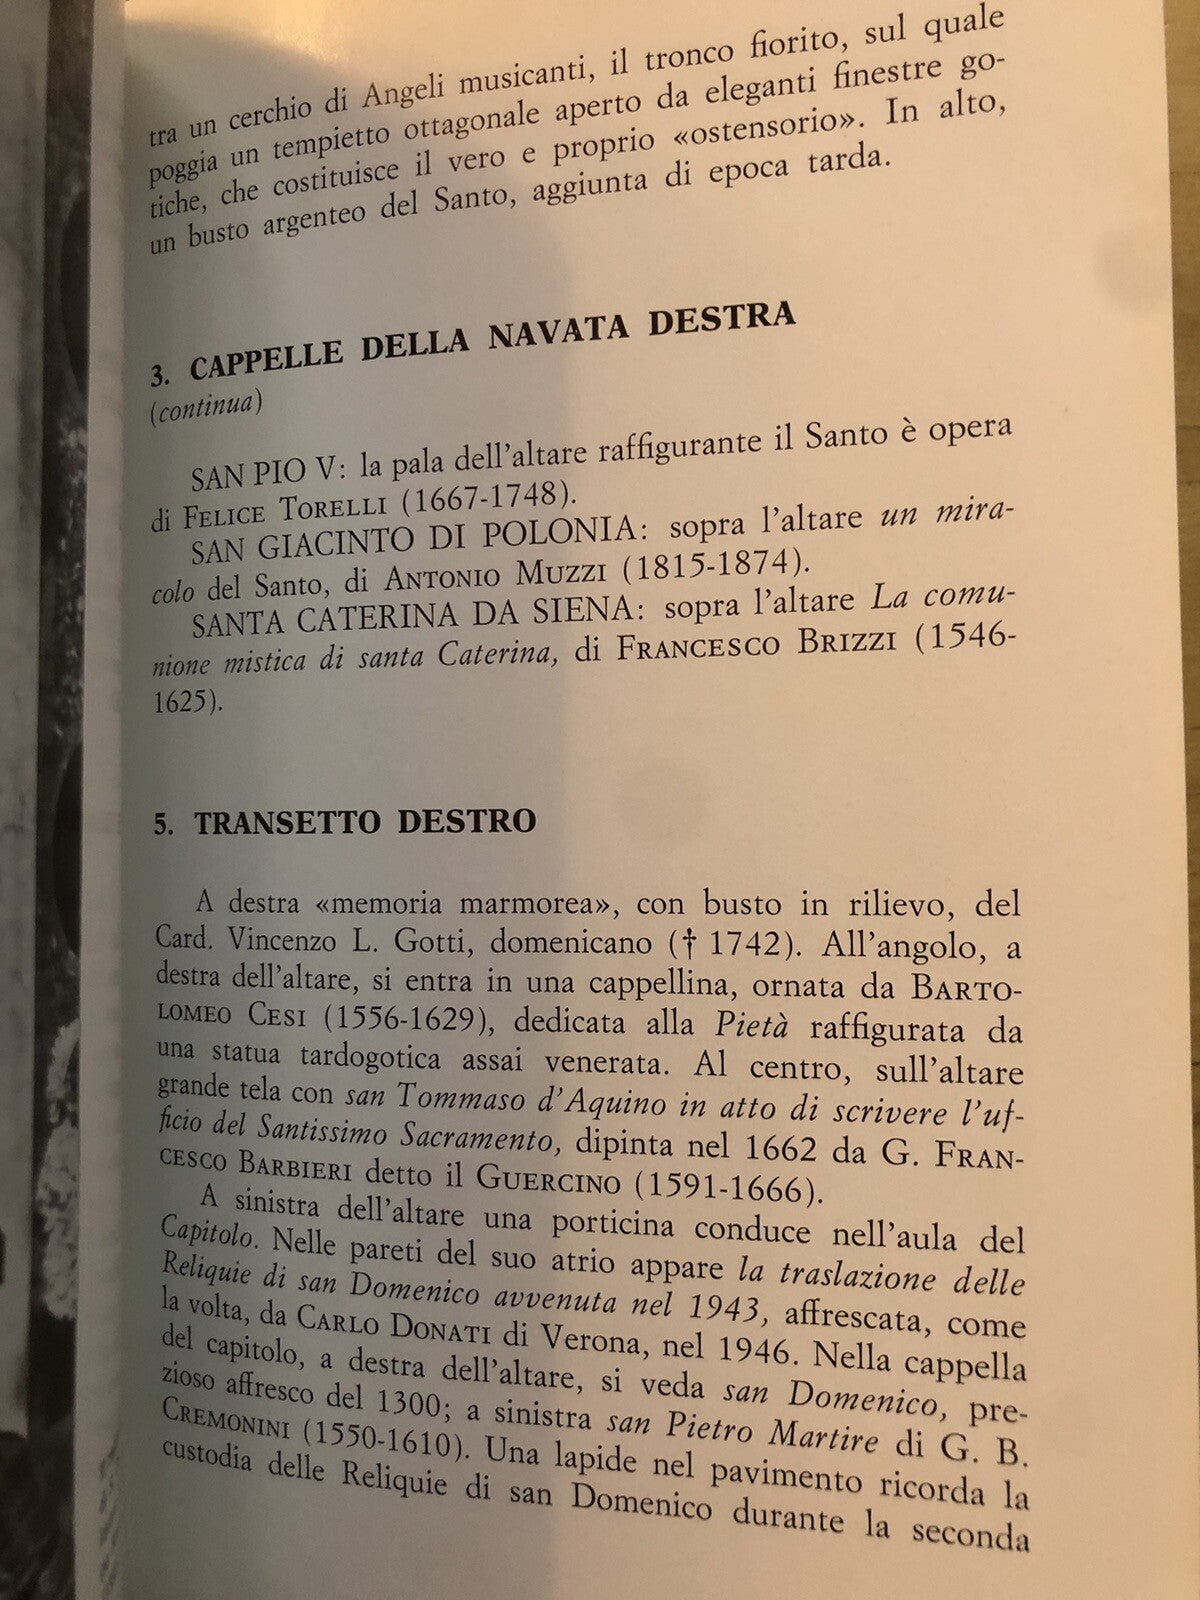 tra un cerchio di Angeli musicanti, il tronco fiorito, sul quale
poggia un tempietto ottagonale aperto da eleganti finestre go-
tiche, che costituisce il vero e proprio «ostensorio». In alto,
un busto argenteo del Santo, aggiunta di epoca tarda.
3. CAPPELLE DELLA NAVATA DESTRA
(continua)
SAN PIO V: la pala dell'altare raffigurante il Santo è opera
di FELICE TORELLI (1667-1748).
SAN GIACINTO DI POLONIA: sopra l'altare un mira-
colo del Santo, di ANTONIO MUZZI (1815-1874).
SANTA CATERINA DA SIENA: sopra l'altare La comu-
nione mistica di santa Caterina, di FRANCESCO BRIZZI (1546-
1625).
5. TRANSETTO DESTRO
A destra «memoria marmorea», con busto in rilievo, del
Card. Vincenzo L. Gotti, domenicano († 1742). All'angolo, a
destra dell'altare, si entra in una cappellina, ornata da BARTO-
LOMEO CESI (1556-1629), dedicata alla Pietà raffigurata da
una statua tardogotica assai venerata. Al centro, sull'altare
grande tela con san Tommaso d'Aquino in atto di scrivere l'uf-
ficio del Santissimo Sacramento, dipinta nel 1662 da G. FRAN-
CESCO BARBIERI detto il GUERCINO (1591-1666).
A sinistra dell'altare una porticina conduce nell'aula del
Capitolo. Nelle pareti del suo atrio appare la traslazione delle
Reliquie di san Domenico avvenuta nel 1943, affrescata, come
la volta, da CARLO DONATI di Verona, nel 1946. Nella cappella
del capitolo, a destra dell'altare, si veda san Domenico, pre-
zioso affresco del 1300; a sinistra san Pietro Martire di G. B.
CREMONINI (1550-1610). Una lapide nel pavimento ricorda la
custodia delle Reliquie di san Domenico durante la seconda